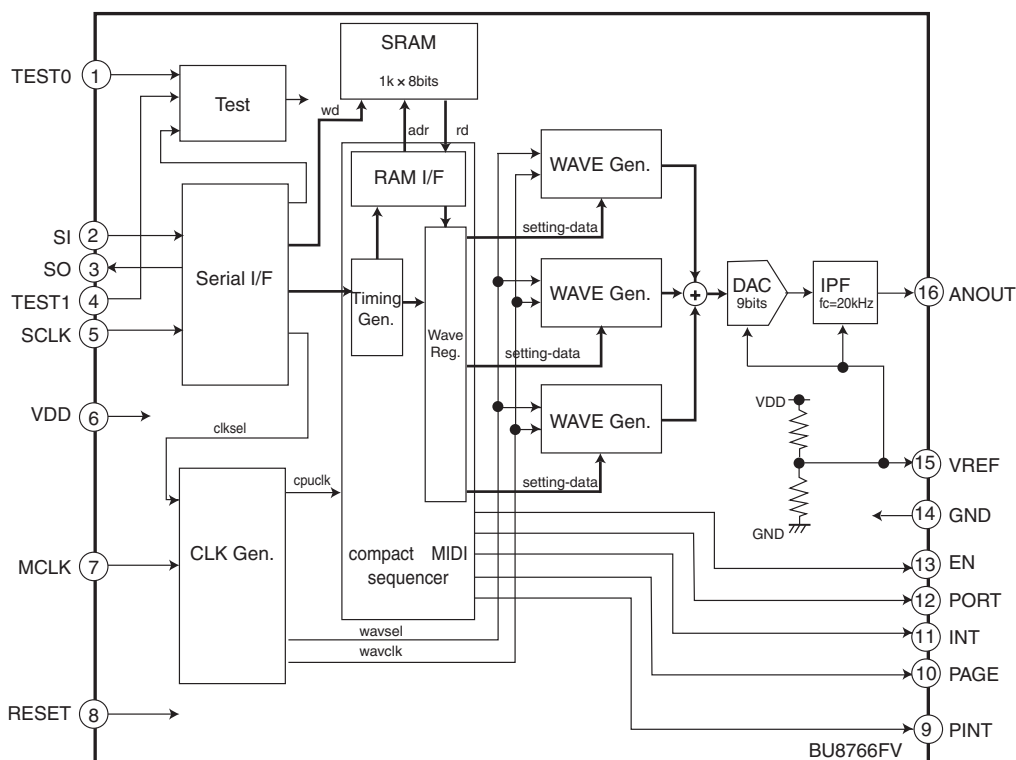 SRAM
1k × 8bits
TEST0
1
Test
wd
adr
rd
RAM I/F
WAVE Gen.
setting-data
SI
2
SO
3
TEST1
4
SCLK
5
Serial I/F
Timing
Gen.
Wave
Reg.
WAVE Gen.
setting-data
+
DAC
9bits
IPF
fc=20kHz
16
ANOUT
VDD
6
clksel
WAVE Gen.
setting-data
VDD
GND
15
VREF
14
GND
cpuclk
CLK Gen.
MCLK
7
compact MIDI
sequencer
13
EN
12
PORT
11
INT
10
PAGE
wavsel
wavclk
RESET
8
9
PINT
BU8766FV